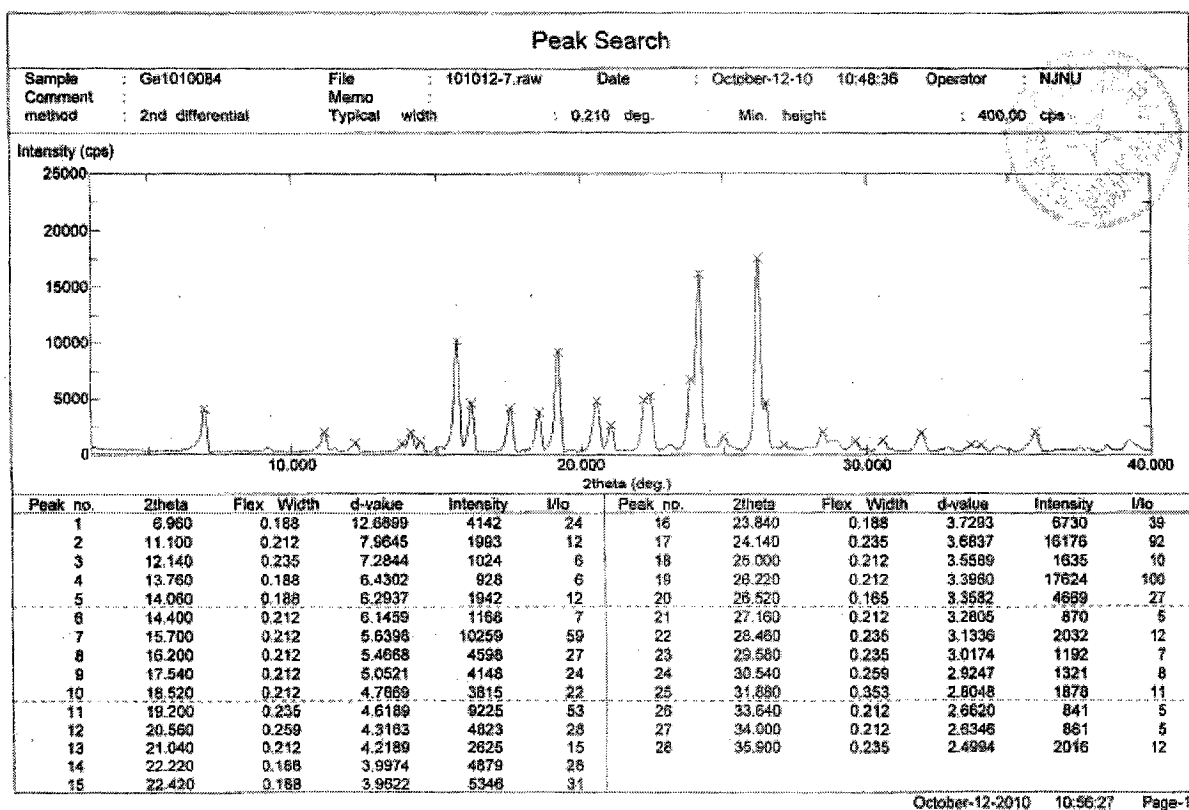 Peak Search
Sample : Ga1010084 File : 101012-7.raw Date : October-12-10 10:48:36 Operator : NJNU
Comment : Memo :
method : 2nd differential Typical width : 0.210 deg. Min. height : 400.00 cps
Intensity (cps)
25000
20000
15000
10000
5000
0
10.000 20.000 30.000 40.000
2theta (deg.)
Peak no. 2theta Flex Width d-value Intensity I/Io Peak no. 2theta Flex Width d-value Intensity I/Io
1 6.960 0.188 12.6899 4142 24 16 23.840 0.188 3.7293 6730 39
2 11.100 0.212 7.9645 1993 12 17 24.140 0.235 3.6837 16176 92
3 12.140 0.235 7.2844 1024 6 18 25.000 0.212 3.5589 1635 10
4 13.760 0.188 6.4302 928 6 19 26.220 0.212 3.3960 17624 100
5 14.060 0.188 6.2937 1942 12 20 26.520 0.165 3.3582 4669 27
6 14.400 0.212 6.1459 1166 7 21 27.160 0.212 3.2805 870 5
7 15.700 0.212 5.6398 10259 59 22 28.460 0.235 3.1336 2032 12
8 16.200 0.212 5.4668 4598 27 23 29.580 0.235 3.0174 1192 7
9 17.540 0.212 5.0521 4148 24 24 30.540 0.259 2.9247 1321 8
10 18.520 0.212 4.7869 3815 22 25 31.880 0.353 2.8048 1878 11
11 19.200 0.235 4.6189 9225 53 26 33.640 0.212 2.6620 841 5
12 20.560 0.259 4.3163 4823 28 27 34.000 0.212 2.6346 861 5
13 21.040 0.212 4.2189 2625 15 28 35.900 0.235 2.4994 2016 12
14 22.220 0.188 3.9974 4879 28
15 22.420 0.188 3.9622 5346 31
October-12-2010 10:56:27 Page-1